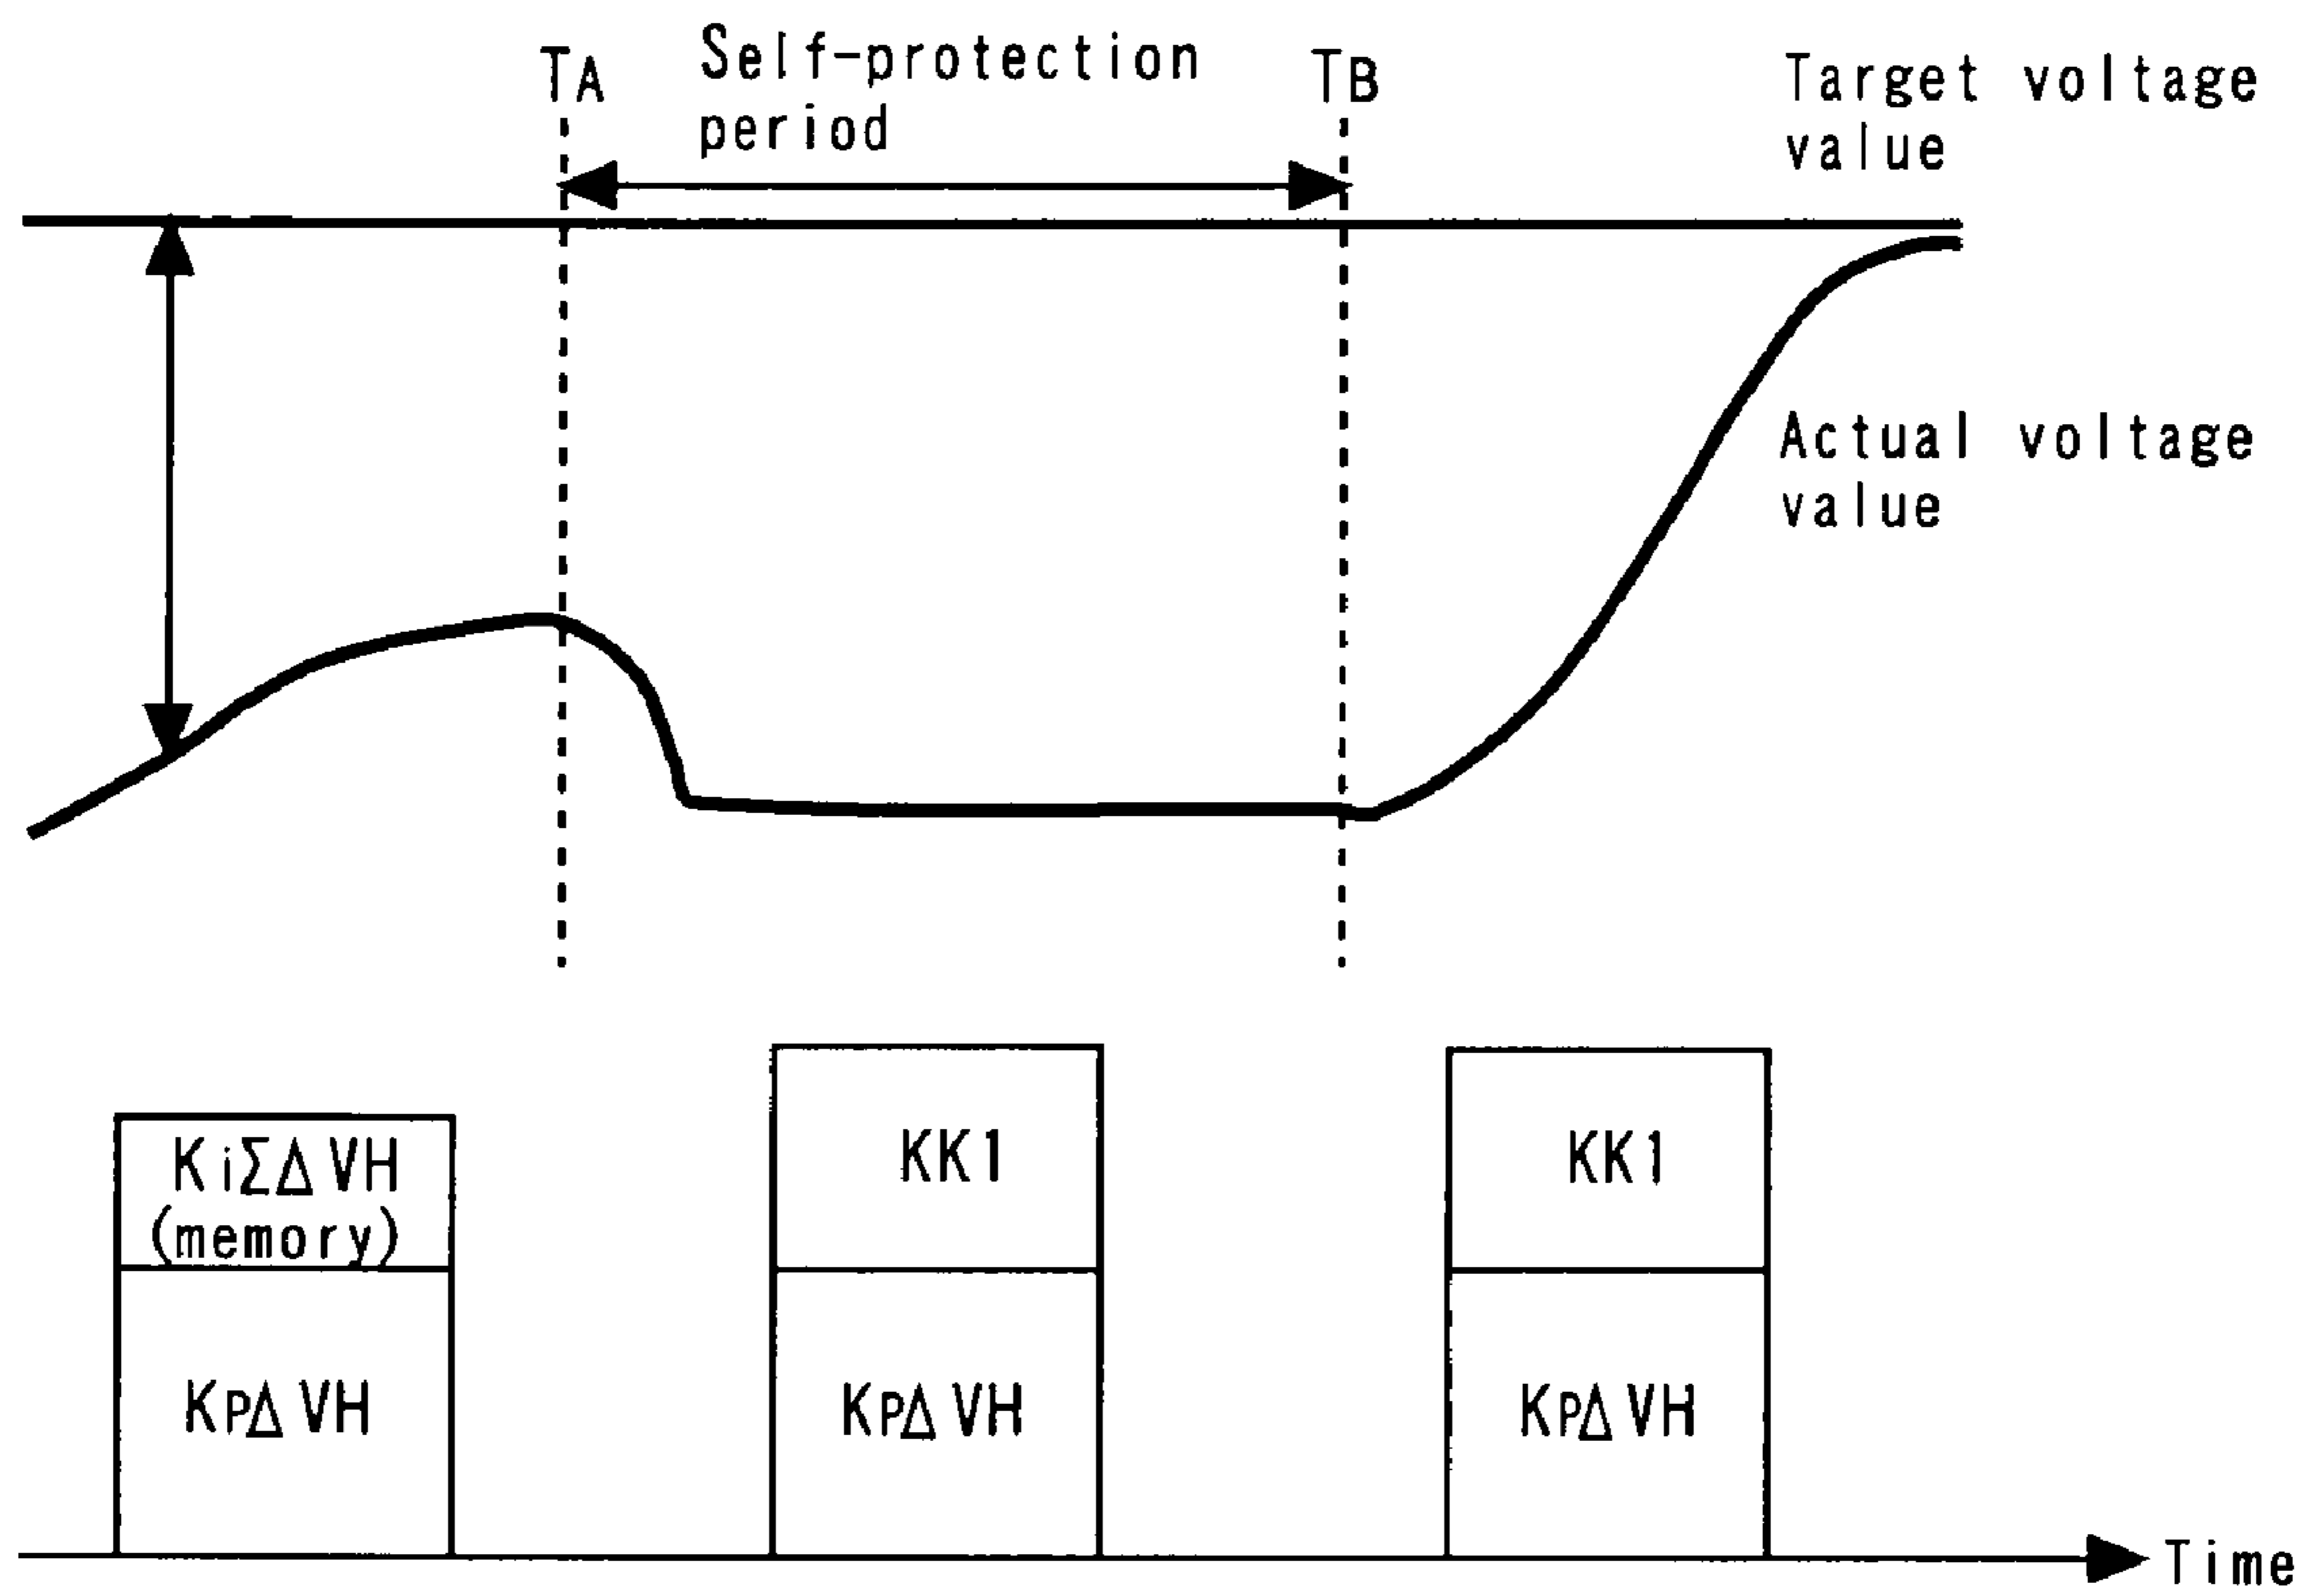 TA
Self-protection
period
TB
Target voltage
value
Actual voltage
value
KiΣΔVH
(memory)
KPΔVH
KK1
KPΔVH
KK1
KPΔVH
Time